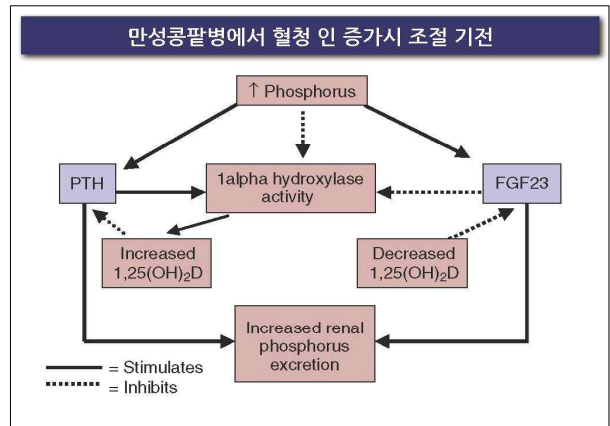 만성콩팥병에서 혈청 인 증가시 조절 기전
↑ Phosphorus
PTH
1alpha hydroxylase
activity
FGF23
Increased
1,25(OH)₂D
Decreased
1,25(OH)₂D
Increased renal
phosphorus
excretion
= Stimulates
= Inhibits